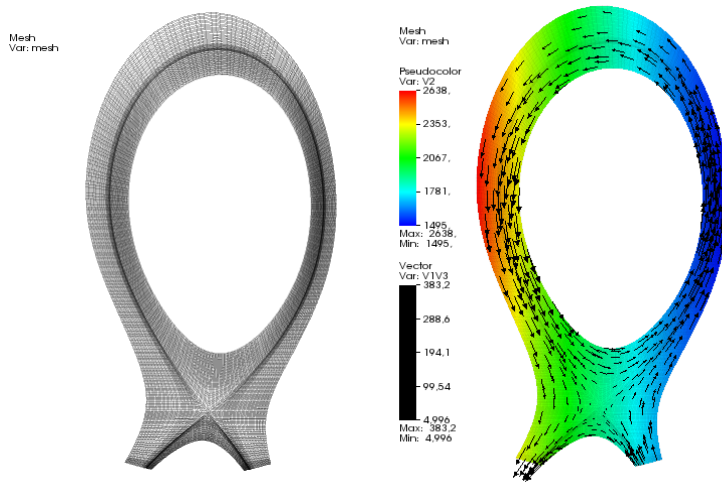 Mesh
Var: mesh
Mesh
Var: mesh
Pseudocolor
Var: V2
2638,
2353,
2067,
1781,
1495,
Max: 2638,
Min: 1495,
Vector
Var: V1V3
383,2
288,6
194,1
99,54
4,996
Max: 383,2
Min: 4,996